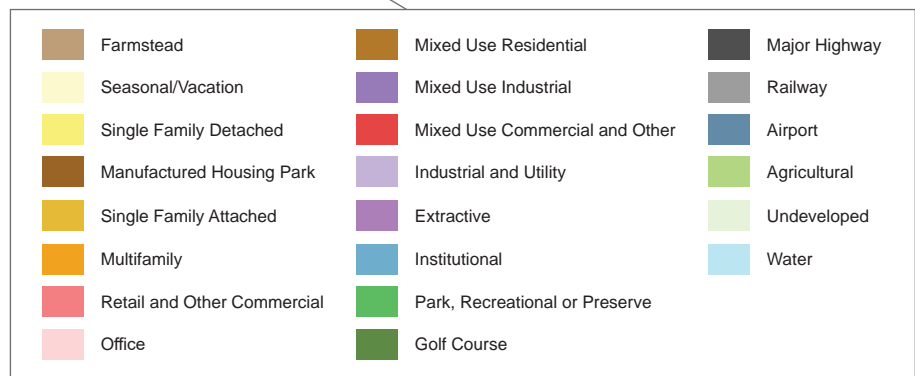 Farmstead
Seasonal/Vacation
Single Family Detached
Manufactured Housing Park
Single Family Attached
Multifamily
Retail and Other Commercial
Office
Mixed Use Residential
Mixed Use Industrial
Mixed Use Commercial and Other
Industrial and Utility
Extractive
Institutional
Park, Recreational or Preserve
Golf Course
Major Highway
Railway
Airport
Agricultural
Undeveloped
Water